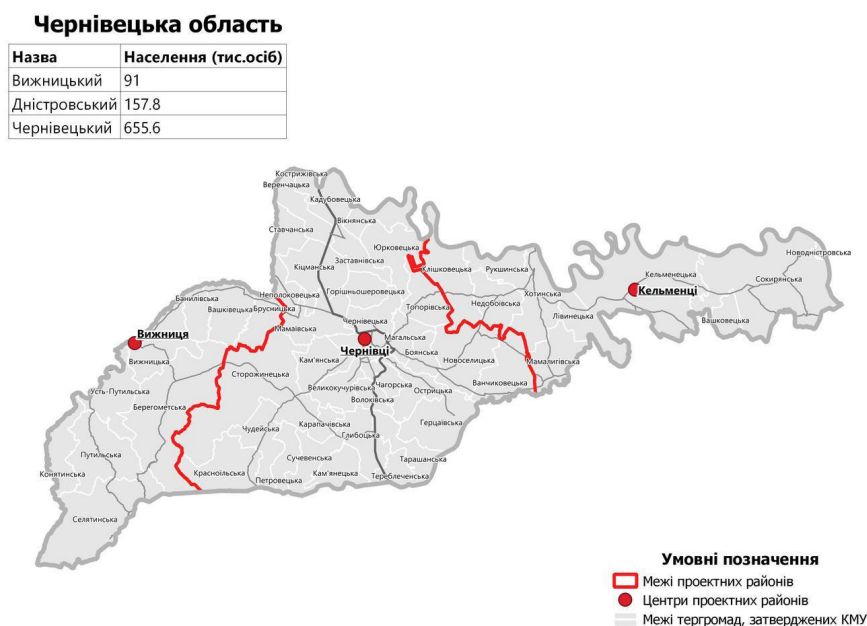 Чернівецька область
Назва Населення (тис.осіб)
Вижницький 91
Дністровський 157.8
Чернівецький 655.6
Кострижівська
Веренчацька
Кадубовецька
Вікнянська
Ставчанська
Юрковецька
Заставнівська
Кіцманська
Клішковецька
Рукшинська
Новодністровська
Кельменецька
Сокирянська
Кельменці
Хотинська
Неполоковецька
Горішньошеровецька
Банилівська
Вашківецька
Брусницька
Топорівська
Недобоївська
Лівинецька
Вашковецька
Чернівецька
Мамаївська
Магальська
Вижниця
Чернівці
Боянська
Новоселицька
Мамалигівська
Вижницька
Кам'янська
Сторожинецька
Ванчиковецька
Великокучурівська
Чагорська
Острицька
Усть-Путильська
Волоківська
Берегометська
Герцаївська
Карапачівська
Чудейська
Глибоцька
Путильська
Сучевенська
Тарашанська
Конятинська
Красноїльська
Петровецька
Кам'янецька
Тереблеченська
Селятинська
Умовні позначення
Межі проектних районів
Центри проектних районів
Межі тергромад, затверджених КМУ